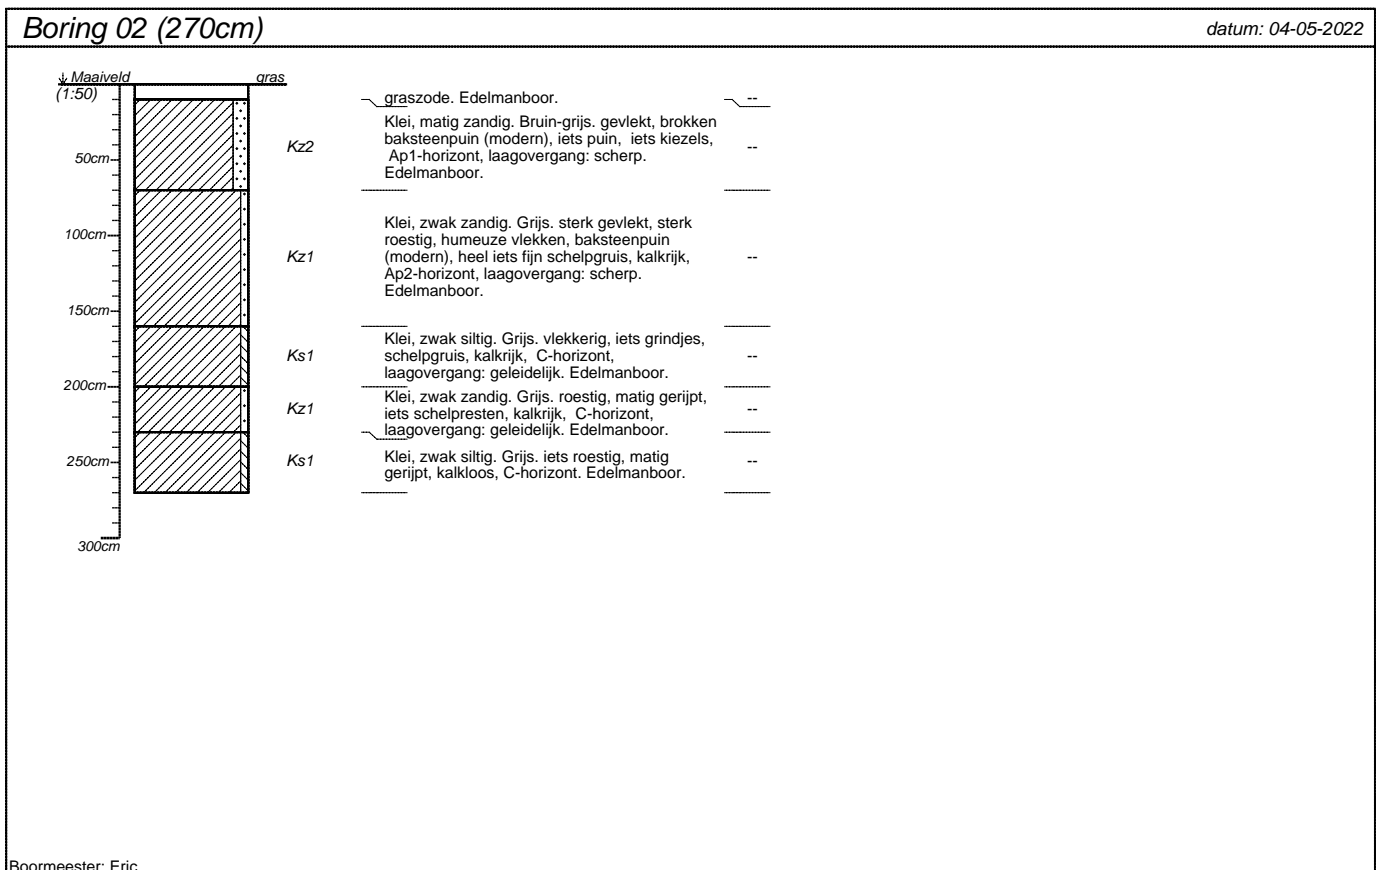 Boring 02 (270cm)
datum: 04-05-2022
Maaiveld
gras
(1:50)
graszode. Edelmanboor.
--
Klei, matig zandig. Bruin-grijs. gevlekt, brokken
baksteenpuin (modern), iets puin, iets kiezels,
Ap1-horizont, laagovergang: scherp.
Edelmanboor.
Kz2
--
50cm
Klei, zwak zandig. Grijs. sterk gevlekt, sterk
roestig, humeuze vlekken, baksteenpuin
(modern), heel iets fijn schelpgruis, kalkrijk,
Ap2-horizont, laagovergang: scherp.
Edelmanboor.
100cm
Kz1
--
150cm
Klei, zwak siltig. Grijs. vlekkerig, iets grindjes,
schelpgruis, kalkrijk, C-horizont,
laagovergang: geleidelijk. Edelmanboor.
Ks1
--
200cm
Klei, zwak zandig. Grijs. roestig, matig gerijpt,
iets schelpresten, kalkrijk, C-horizont,
laagovergang: geleidelijk. Edelmanboor.
Kz1
--
250cm
Ks1
Klei, zwak siltig. Grijs. iets roestig, matig
gerijpt, kalkloos, C-horizont. Edelmanboor.
--
300cm
Boormeester: Eric